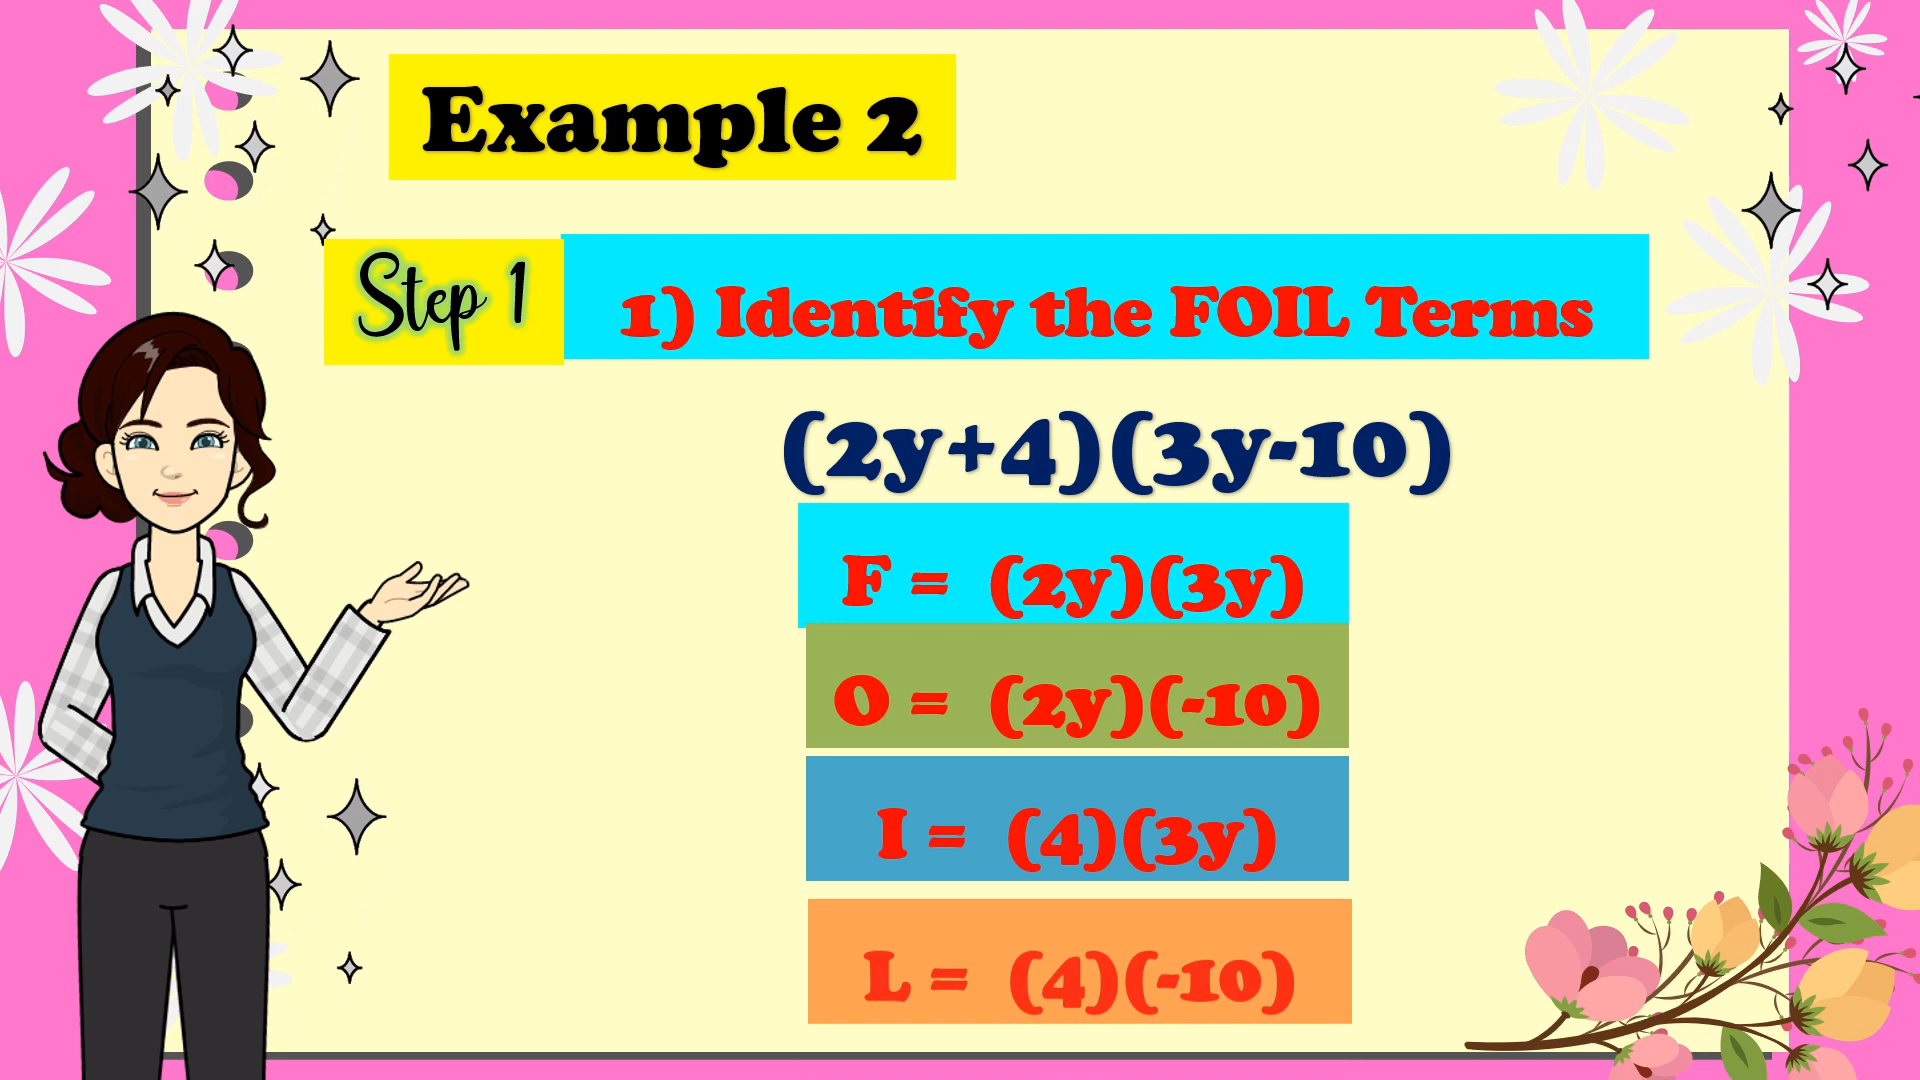 Example 2
Step 1
1) Identify the FOIL Terms
(2y+4)(3y-10)
F = (2y)(3y)
O = (2y)(-10)
I = (4)(3y)
L = (4)(-10)